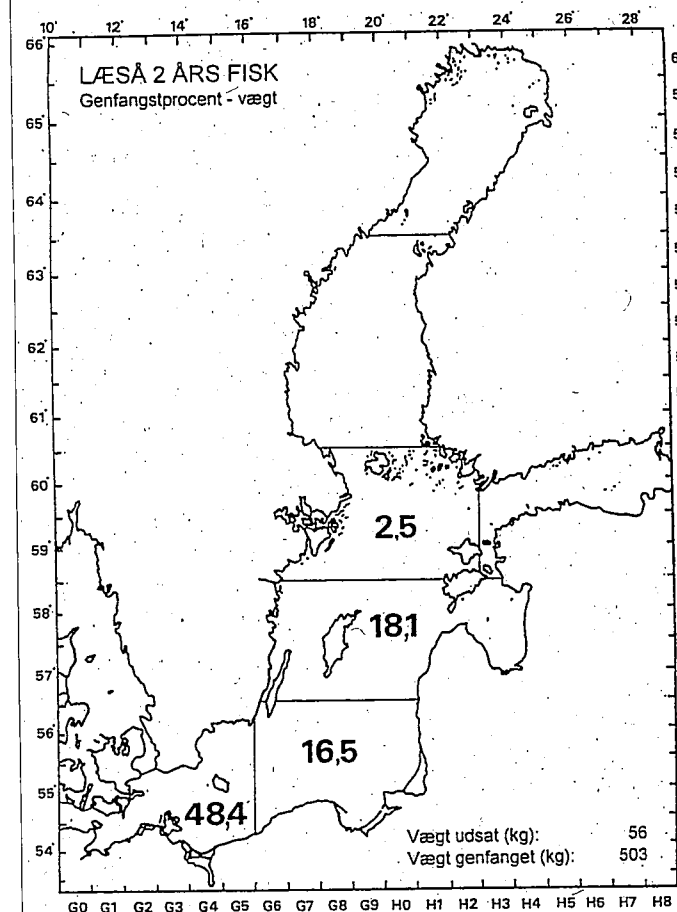 10° 12° 14° 16° 18° 20° 22° 24° 26° 28°
66°
LÆSÅ 2 ÅRS FISK
Genfangstprocent - vægt
65°
64°
63°
62°
61°
60°
59°
2,5
58°
18,1
57°
56°
16,5
55°
48,4
Vægt udsat (kg): 56
54°
Vægt genfanget (kg): 503
G0 G1 G2 G3 G4 G5 G6 G7 G8 G9 H0 H1 H2 H3 H4 H5 H6 H7 H8